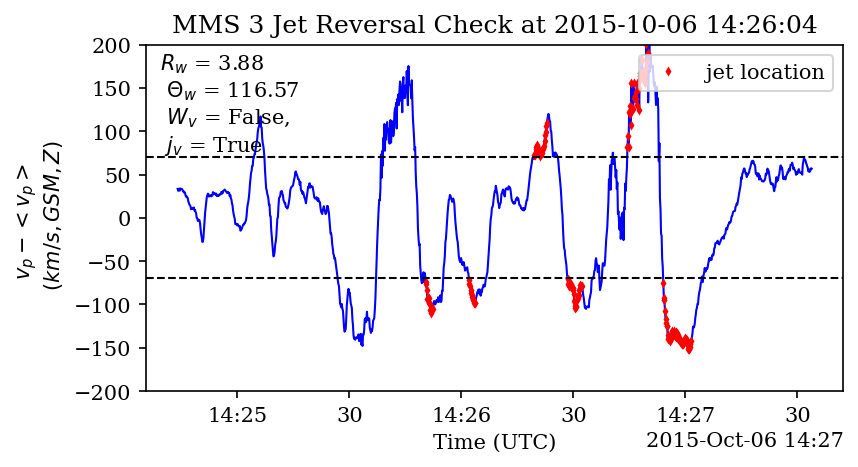 MMS 3 Jet Reversal Check at 2015-10-06 14:26:04
R_w = 3.88
Θ_w = 116.57
W_v = False,
j_v = True
jet location
v_p − < v_p >
(km/s, GSM, Z)
200
150
100
50
0
−50
−100
−150
−200
14:25
30
14:26
30
14:27
30
Time (UTC)
2015-Oct-06 14:27